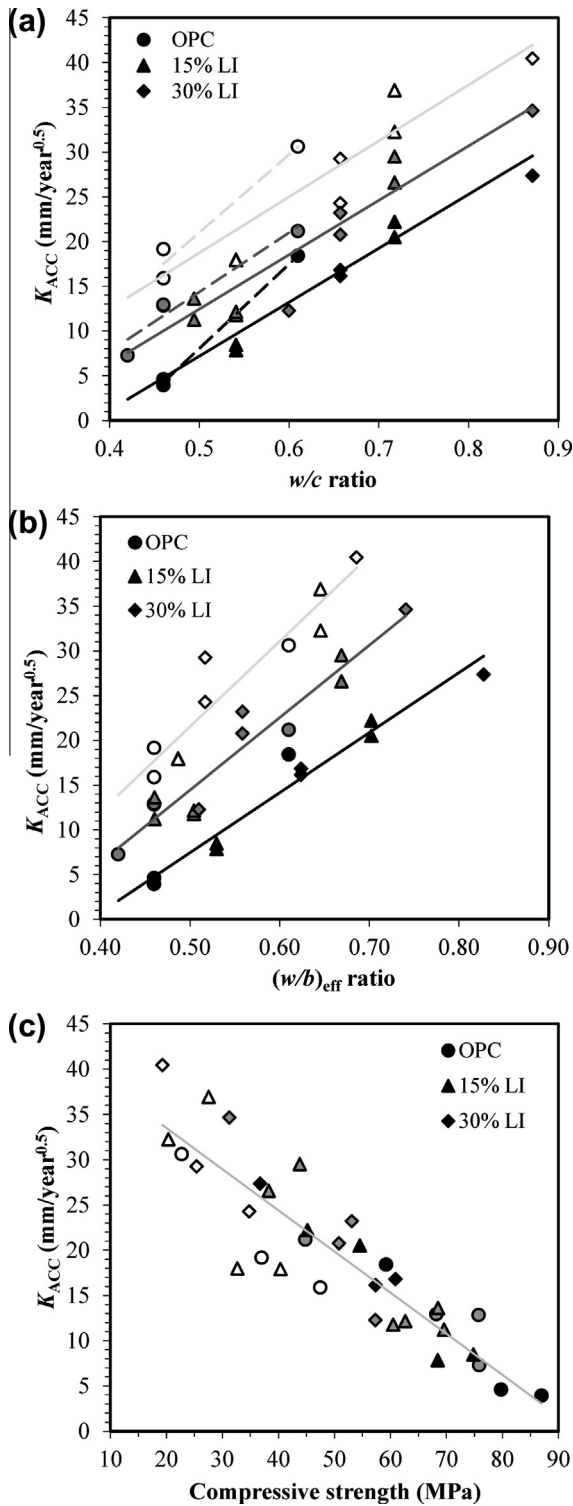 (a)
OPC
15% LI
30% LI
45
40
35
30
25
20
15
10
5
0
K_ACC (mm/year^0.5)
0.4 0.5 0.6 0.7 0.8 0.9
w/c ratio
(b)
OPC
15% LI
30% LI
45
40
35
30
25
20
15
10
5
0
K_ACC (mm/year^0.5)
0.40 0.50 0.60 0.70 0.80 0.90
(w/b)_eff ratio
(c)
OPC
15% LI
30% LI
45
40
35
30
25
20
15
10
5
0
K_ACC (mm/year^0.5)
10 20 30 40 50 60 70 80 90
Compressive strength (MPa)